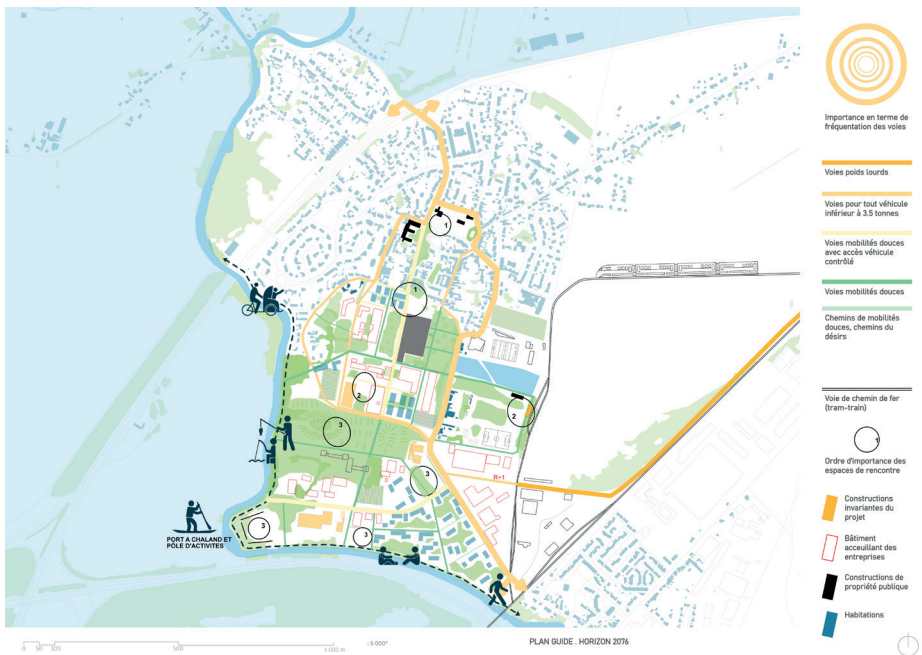 1
1
2
2
3
3
3
3
R+1
PORT A CHALAND ET
PÔLE D'ACTIVITES
Importance en terme de
fréquentation des voies
Voies poids lourds
Voies pour tout véhicule
inférieur à 3.5 tonnes
Voies mobilités douces
avec accès véhicule
contrôlé
Voies mobilités douces
Chemins de mobilités
douces, chemins du
désirs
Voie de chemin de fer
(tram-train)
1
Ordre d'importance des
espaces de rencontre
Constructions
invariantes du
projet
Bâtiment
acceuillant des
entreprises
Constructions de
propriété publique
Habitations
0 50 100 500 1 000 m
PLAN GUIDE . HORIZON 2076